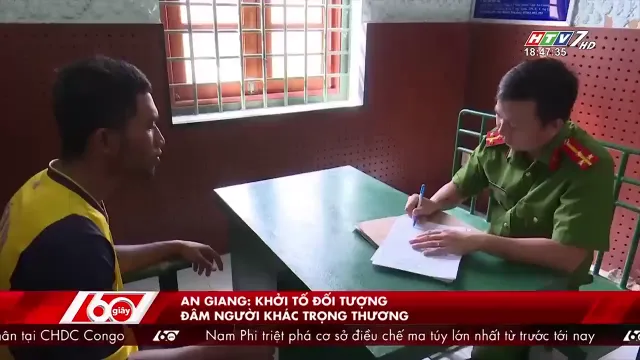 HTV7 HD
18:47:35
60 giây
AN GIANG: KHỞI TỐ ĐỐI TƯỢNG
ĐÂM NGƯỜI KHÁC TRỌNG THƯƠNG
hân tại CHDC Congo
Nam Phi triệt phá cơ sở điều chế ma túy lớn nhất từ trước tới nay